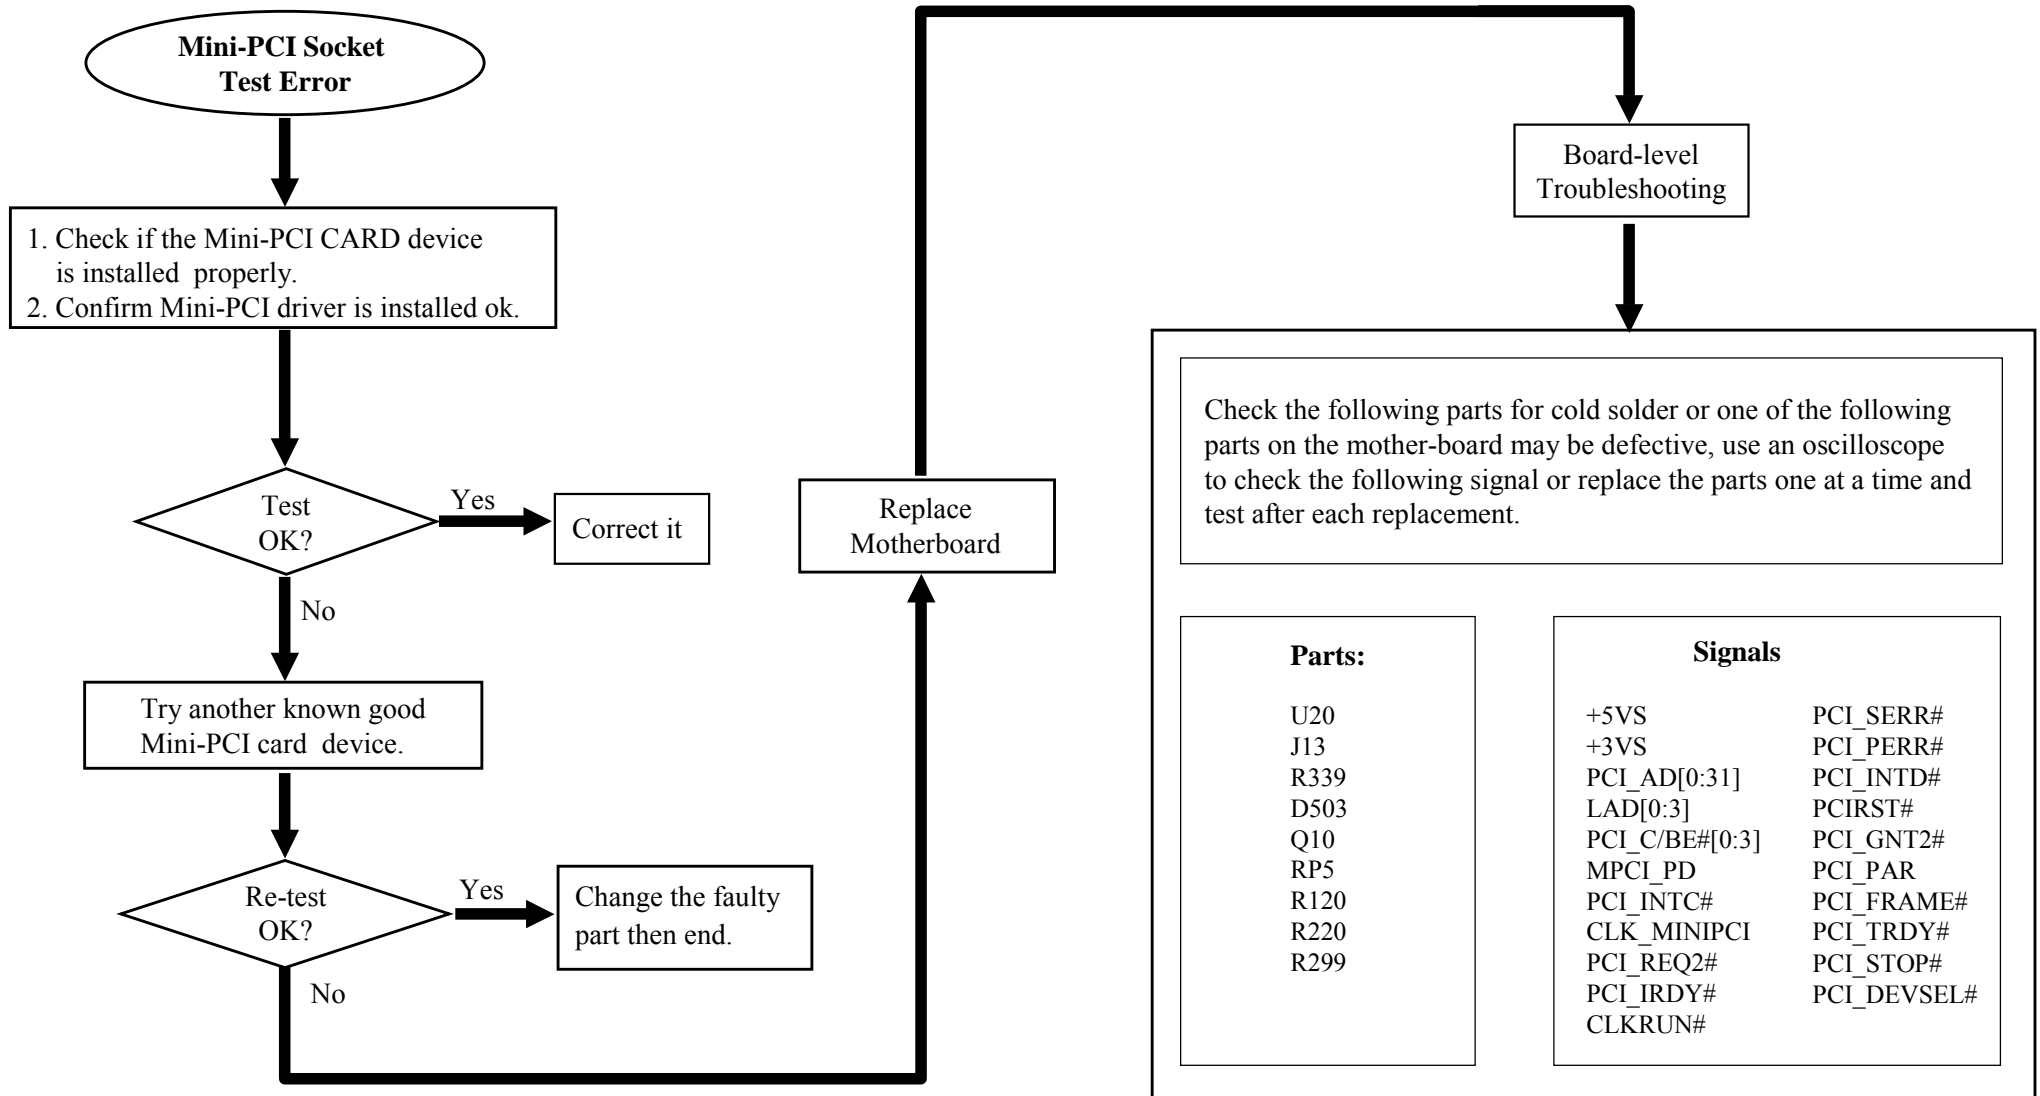 Mini-PCI Socket
Test Error
1. Check if the Mini-PCI CARD device
is installed properly.
2. Confirm Mini-PCI driver is installed ok.
Test
OK?
Yes
Correct it
No
Try another known good
Mini-PCI card device.
Re-test
OK?
Yes
Change the faulty
part then end.
No
Replace
Motherboard
Board-level
Troubleshooting
Check the following parts for cold solder or one of the following
parts on the mother-board may be defective, use an oscilloscope
to check the following signal or replace the parts one at a time and
test after each replacement.
Parts:
U20
J13
R339
D503
Q10
RP5
R120
R220
R299
Signals
+5VS
+3VS
PCI_AD[0:31]
LAD[0:3]
PCI_C/BE#[0:3]
MPCI_PD
PCI_INTC#
CLK_MINIPCI
PCI_REQ2#
PCI_IRDY#
CLKRUN#
PCI_SERR#
PCI_PERR#
PCI_INTD#
PCIRST#
PCI_GNT2#
PCI_PAR
PCI_FRAME#
PCI_TRDY#
PCI_STOP#
PCI_DEVSEL#